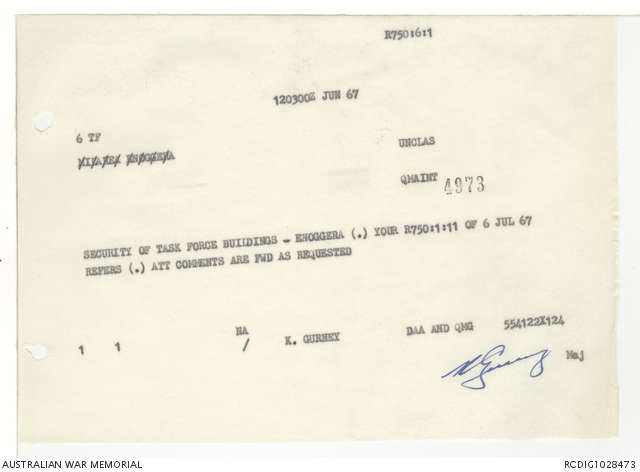 R750:6:1
120300Z JUN 67
6 TF
UNCLAS
QMAINT 4973
SECURITY OF TASK FORCE BUILDINGS - ENOGGERA (.) YOUR R750:1:11 OF 6 JUL 67
REFERS (.) ATT COMMENTS ARE FWD AS REQUESTED
1 1 NA / K. GURNEY DAA AND QMG 554122X124
Maj
AUSTRALIAN WAR MEMORIAL RCDIG1028473